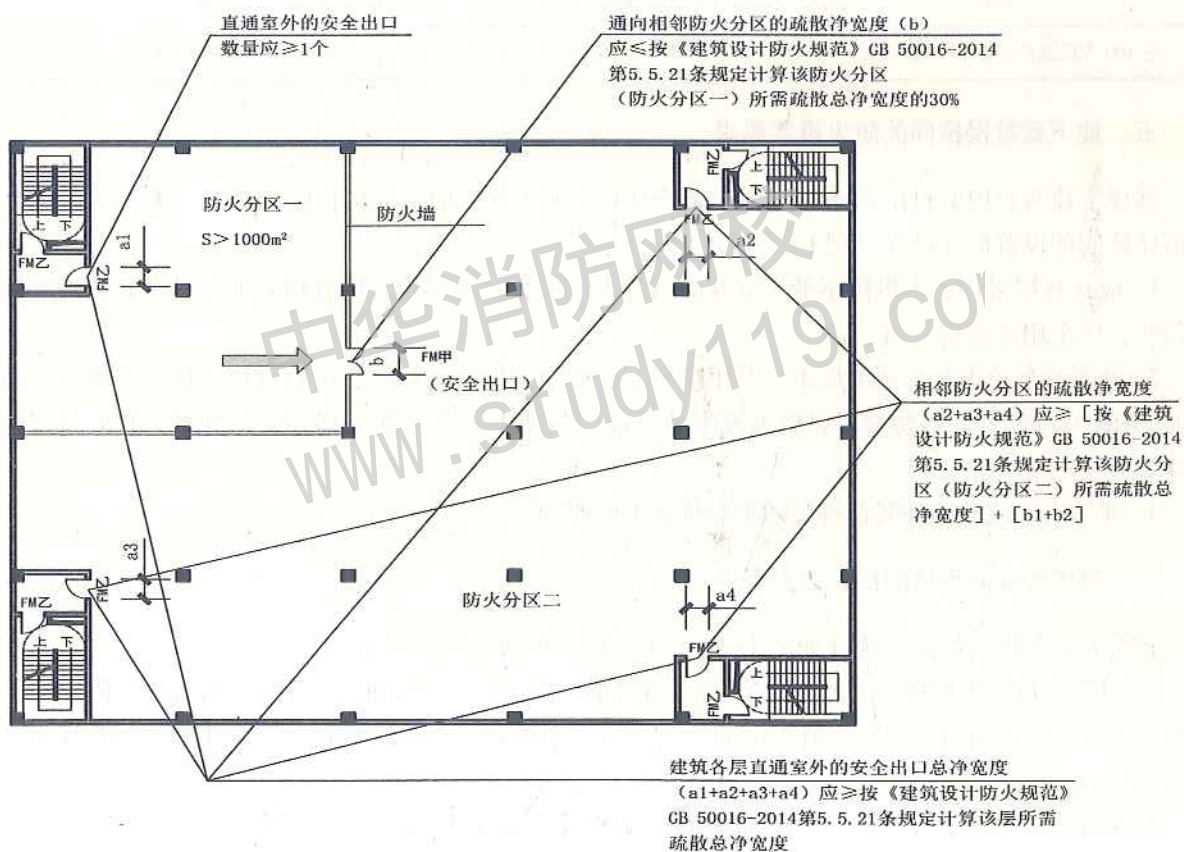 直通室外的安全出口
数量应≥1个
通向相邻防火分区的疏散净宽度（b）
应≤按《建筑设计防火规范》GB 50016-2014
第5.5.21条规定计算该防火分区
（防火分区一）所需疏散总净宽度的30%
上 下
FM乙
FM乙
a1
防火分区一
S＞1000m²
防火墙
FM乙
上
下
FM乙
a2
b
FM甲
（安全出口）
中华消防网校
www.study119.co
相邻防火分区的疏散净宽度
（a2+a3+a4）应≥［按《建筑
设计防火规范》GB 50016-2014
第5.5.21条规定计算该防火分
区（防火分区二）所需疏散总
净宽度］+［b1+b2］
a3
FM乙
FM乙
上 下
防火分区二
a4
FM乙
FM乙
上
下
建筑各层直通室外的安全出口总净宽度
（a1+a2+a3+a4）应≥按《建筑设计防火规范》
GB 50016-2014第5.5.21条规定计算该层所需
疏散总净宽度